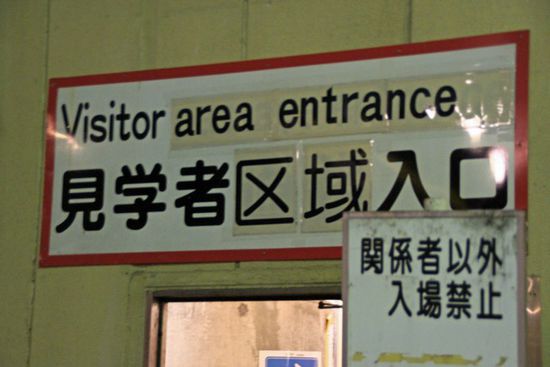 Visitor area entrance
見学者区域入口
関係者以外
入場禁止